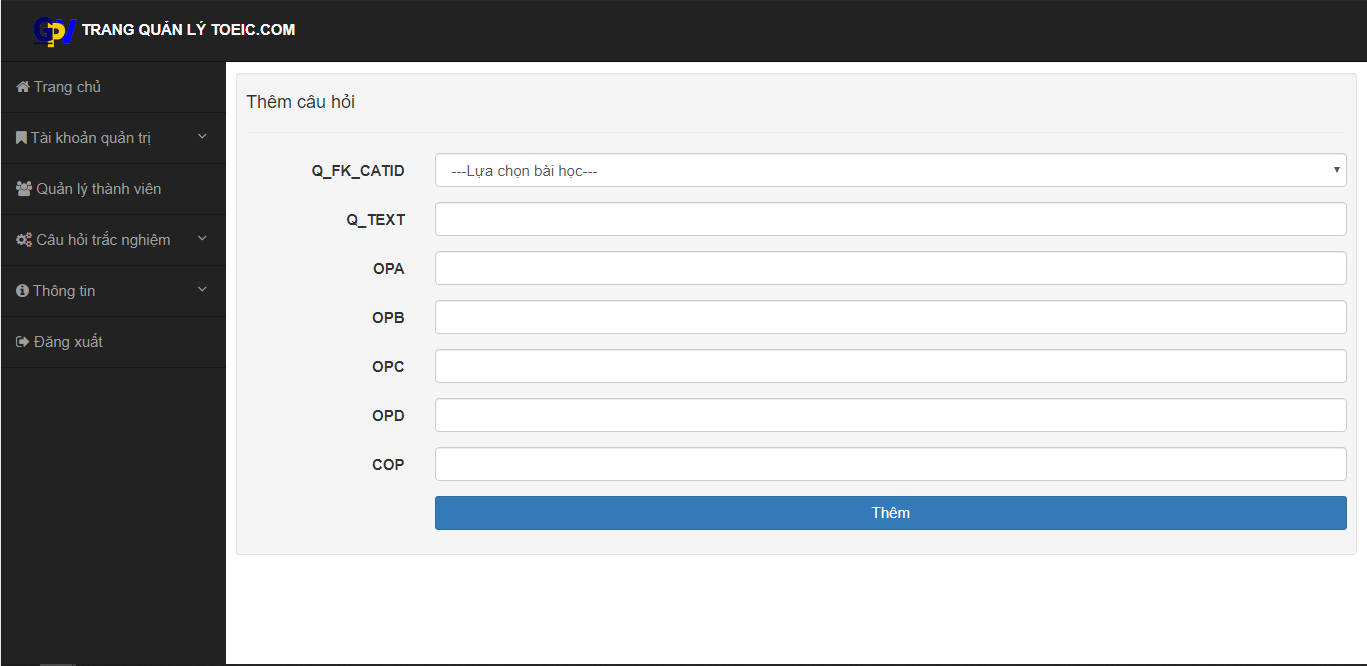 GPV TRANG QUẢN LÝ TOEIC.COM
Trang chủ
Tài khoản quản trị
Quản lý thành viên
Câu hỏi trắc nghiệm
Thông tin
Đăng xuất
Thêm câu hỏi
Q_FK_CATID ---Lựa chọn bài học---
Q_TEXT
OPA
OPB
OPC
OPD
COP
Thêm